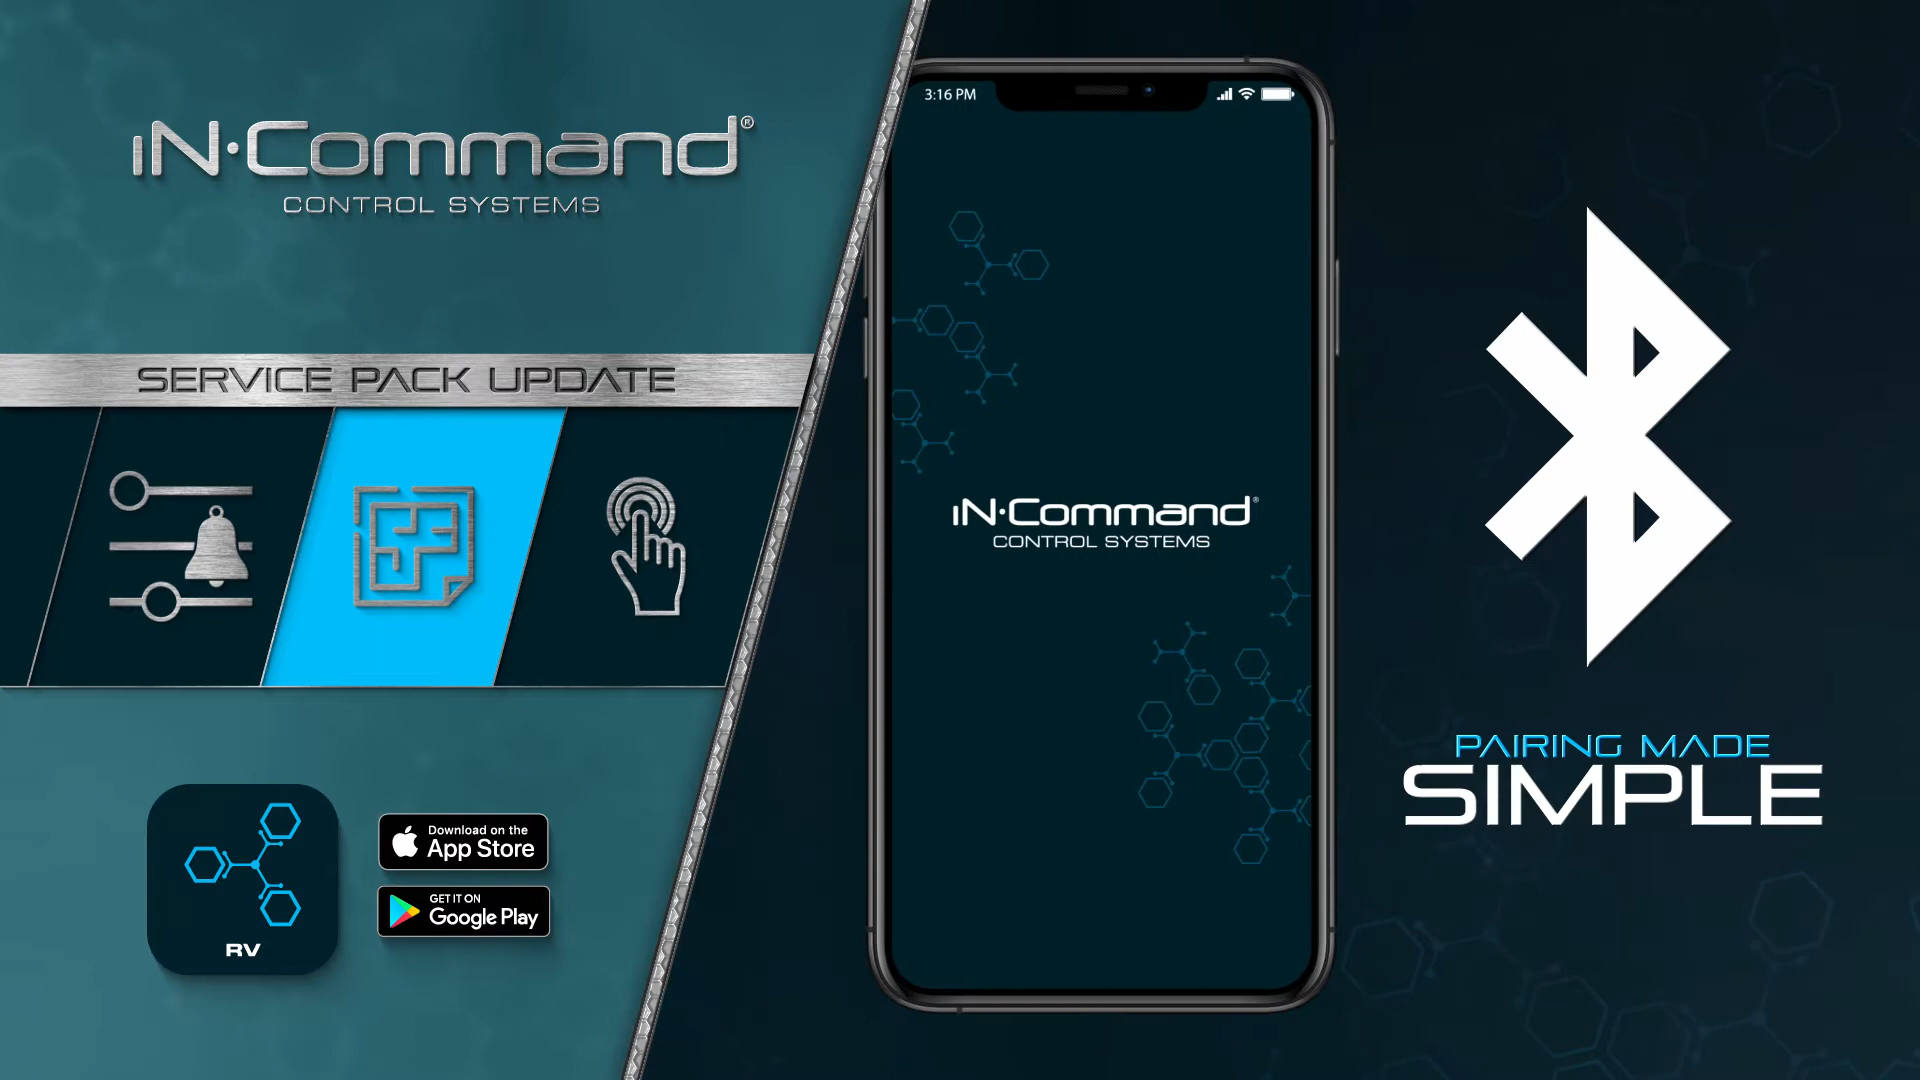 iN·Command®
CONTROL SYSTEMS
SERVICE PACK UPDATE
RV
Download on the
App Store
GET IT ON
Google Play
3:16 PM
iN·Command®
CONTROL SYSTEMS
PAIRING MADE
SIMPLE